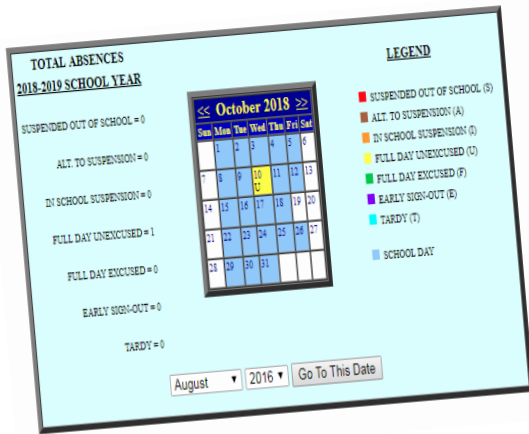 TOTAL ABSENCES
2018-2019 SCHOOL YEAR
SUSPENDED OUT OF SCHOOL = 0
ALT. TO SUSPENSION = 0
IN SCHOOL SUSPENSION = 0
FULL DAY UNEXCUSED = 1
FULL DAY EXCUSED = 0
EARLY SIGN-OUT = 0
TARDY = 0
<< October 2018 >>
Sun Mon Tue Wed Thu Fri Sat
1 2 3 4 5 6
7 8 9 10 11 12 13
U
14 15 16 17 18 19 20
21 22 23 24 25 26 27
28 29 30 31
LEGEND
SUSPENDED OUT OF SCHOOL (S)
ALT. TO SUSPENSION (A)
IN SCHOOL SUSPENSION (I)
FULL DAY UNEXCUSED (U)
FULL DAY EXCUSED (F)
EARLY SIGN-OUT (E)
TARDY (T)
SCHOOL DAY
August 2016 Go To This Date